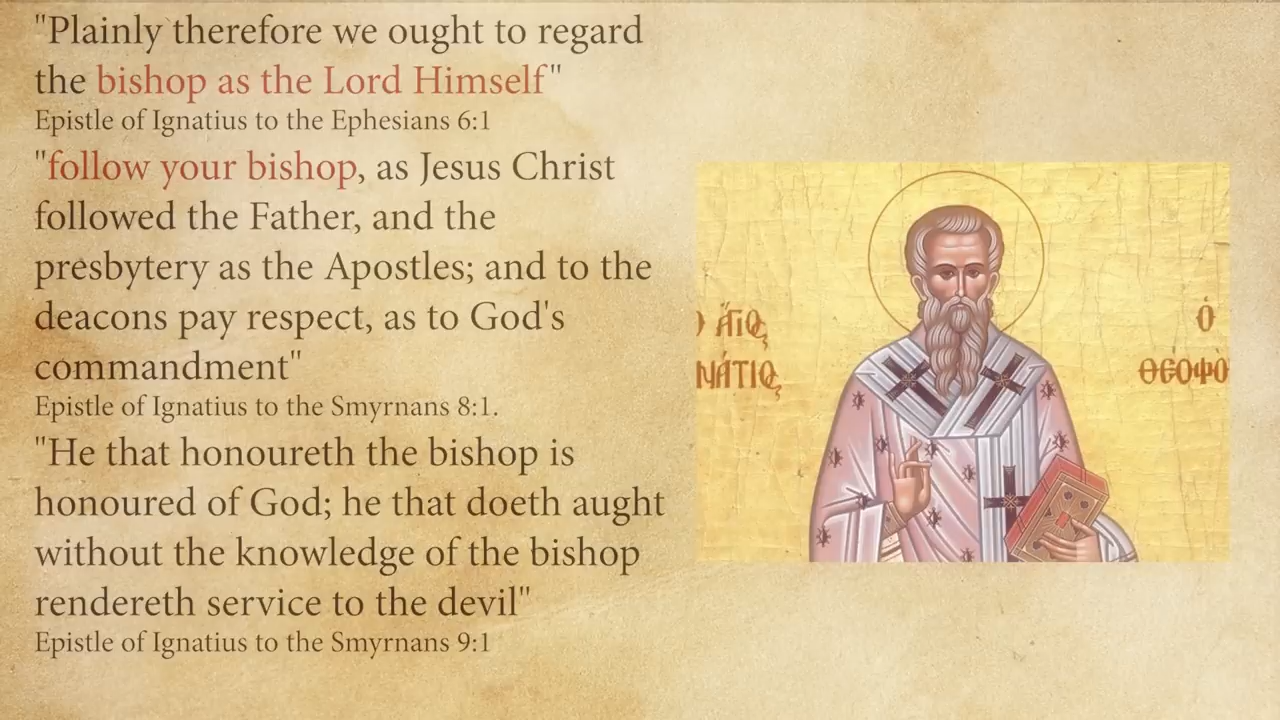 "Plainly therefore we ought to regard
the bishop as the Lord Himself"
Epistle of Ignatius to the Ephesians 6:1
"follow your bishop, as Jesus Christ
followed the Father, and the
presbytery as the Apostles; and to the
deacons pay respect, as to God's
commandment"
Epistle of Ignatius to the Smyrnans 8:1.
"He that honoureth the bishop is
honoured of God; he that doeth aught
without the knowledge of the bishop
rendereth service to the devil"
Epistle of Ignatius to the Smyrnans 9:1
Ο ἍΓΙΟς
ΝΆΤΙΟς
Ὁ
ΘΕΟΦΌ